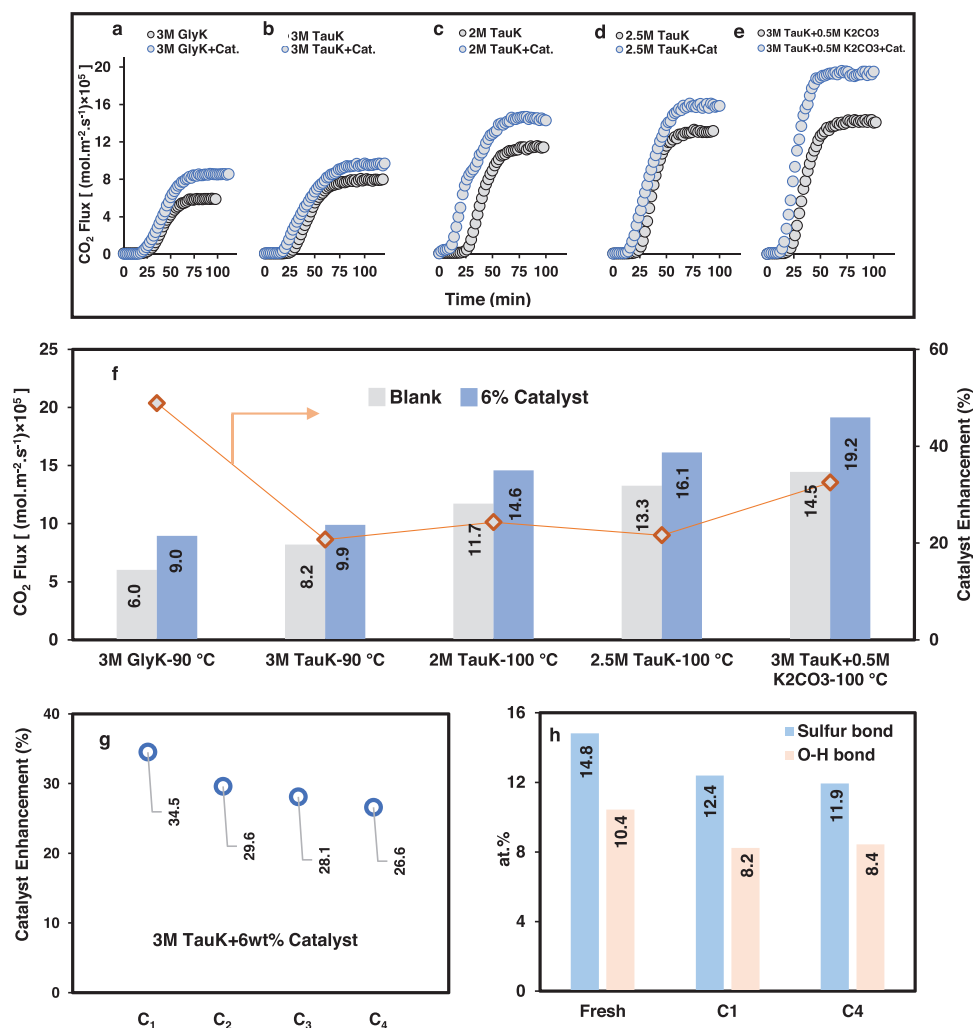 a
3M GlyK
3M GlyK+Cat.
b
3M TauK
3M TauK+Cat.
c
2M TauK
2M TauK+Cat.
d
2.5M TauK
2.5M TauK+Cat
e
3M TauK+0.5M K2CO3
3M TauK+0.5M K2CO3+Cat.
CO₂ Flux [ (mol.m⁻².s⁻¹)×10⁵ ]
20
16
12
8
4
0
0 25 50 75 100
0 25 50 75 100
0 25 50 75 100
0 25 50 75 100
0 25 50 75 100
Time (min)
f
Blank
6% Catalyst
CO₂ Flux [ (mol.m⁻².s⁻¹)×10⁵ ]
25
20
15
10
5
0
6.0
9.0
8.2
9.9
11.7
14.6
13.3
16.1
14.5
19.2
60
40
20
0
Catalyst Enhancement (%)
3M GlyK-90 °C
3M TauK-90 °C
2M TauK-100 °C
2.5M TauK-100 °C
3M TauK+0.5M
K2CO3-100 °C
g
Catalyst Enhancement (%)
40
30
20
10
0
34.5
29.6
28.1
26.6
3M TauK+6wt% Catalyst
C₁
C₂
C₃
C₄
h
Sulfur bond
O-H bond
at.%
16
12
8
4
0
14.8
10.4
12.4
8.2
11.9
8.4
Fresh
C1
C4